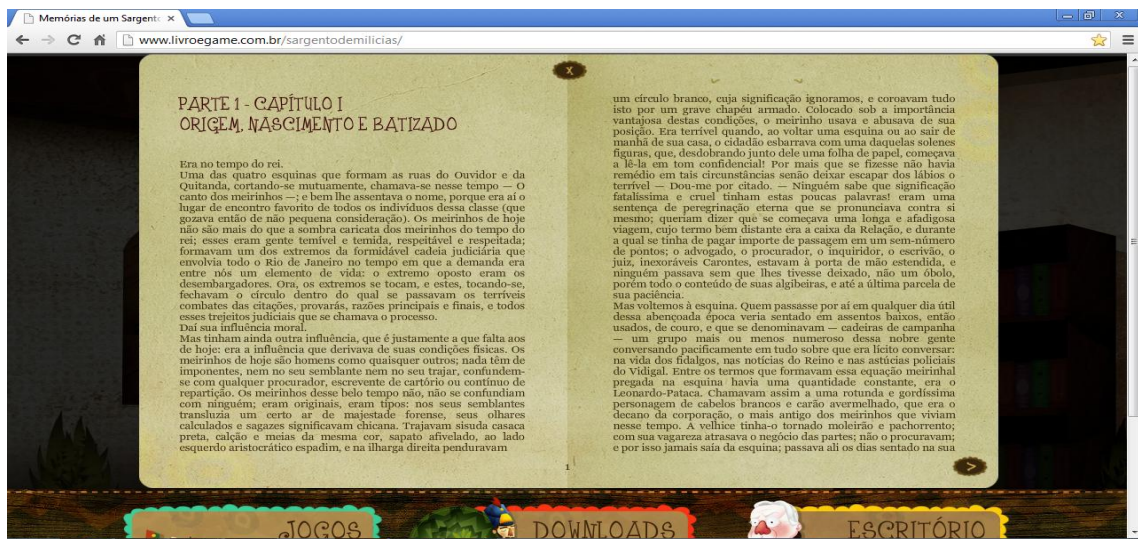 Memórias de um Sargento
www.livroegame.com.br/sargentodemilicias/
X
PARTE 1 - CAPÍTULO I
ORIGEM, NASCIMENTO E BATIZADO
Era no tempo do rei.
Uma das quatro esquinas que formam as ruas do Ouvidor e da
Quitanda, cortando-se mutuamente, chamava-se nesse tempo — O
canto dos meirinhos —; e bem lhe assentava o nome, porque era aí o
lugar de encontro favorito de todos os indivíduos dessa classe (que
gozava então de não pequena consideração). Os meirinhos de hoje
não são mais do que a sombra caricata dos meirinhos do tempo do
rei; esses eram gente temível e temida, respeitável e respeitada;
formavam um dos extremos da formidável cadeia judiciária que
envolvia todo o Rio de Janeiro no tempo em que a demanda era
entre nós um elemento de vida: o extremo oposto eram os
desembargadores. Ora, os extremos se tocam, e estes, tocando-se,
fechavam o círculo dentro do qual se passavam os terríveis
combates das citações, provarás, razões principais e finais, e todos
esses trejeitos judiciais que se chamava o processo.
Daí sua influência moral.
Mas tinham ainda outra influência, que é justamente a que falta aos
de hoje: era a influência que derivava de suas condições físicas. Os
meirinhos de hoje são homens como quaisquer outros; nada têm de
imponentes, nem no seu semblante nem no seu trajar, confundem-
se com qualquer procurador, escrevente de cartório ou contínuo de
repartição. Os meirinhos desse belo tempo não, não se confundiam
com ninguém; eram originais, eram tipos: nos seus semblantes
transluzia um certo ar de majestade forense, seus olhares
calculados e sagazes significavam chicana. Trajavam sisuda casaca
preta, calção e meias da mesma cor, sapato afivelado, ao lado
esquerdo aristocrático espadim, e na ilharga direita penduravam
1
um círculo branco, cuja significação ignoramos, e coroavam tudo
isto por um grave chapéu armado. Colocado sob a importância
vantajosa destas condições, o meirinho usava e abusava de sua
posição. Era terrível quando, ao voltar uma esquina ou ao sair de
manhã de sua casa, o cidadão esbarrava com uma daquelas solenes
figuras, que, desdobrando junto dele uma folha de papel, começava
a lê-la em tom confidencial! Por mais que se fizesse não havia
remédio em tais circunstâncias senão deixar escapar dos lábios o
terrível — Dou-me por citado. — Ninguém sabe que significação
fatalíssima e cruel tinham estas poucas palavras! eram uma
sentença de peregrinação eterna que se pronunciava contra si
mesmo; queriam dizer que se começava uma longa e afadigosa
viagem, cujo termo bem distante era a caixa da Relação, e durante
a qual se tinha de pagar importe de passagem em um sem-número
de pontos; o advogado, o procurador, o inquiridor, o escrivão, o
juiz, inexoráveis Carontes, estavam à porta de mão estendida, e
ninguém passava sem que lhes tivesse deixado, não um óbolo,
porém todo o conteúdo de suas algibeiras, e até a última parcela de
sua paciência.
Mas voltemos à esquina. Quem passasse por aí em qualquer dia útil
dessa abençoada época veria sentado em assentos baixos, então
usados, de couro, e que se denominavam — cadeiras de campanha
— um grupo mais ou menos numeroso dessa nobre gente
conversando pacificamente em tudo sobre que era lícito conversar:
na vida dos fidalgos, nas notícias do Reino e nas astúcias policiais
do Vidigal. Entre os termos que formavam essa equação meirinhal
pregada na esquina havia uma quantidade constante, era o
Leonardo-Pataca. Chamavam assim a uma rotunda e gordíssima
personagem de cabelos brancos e carão avermelhado, que era o
decano da corporação, o mais antigo dos meirinhos que viviam
nesse tempo. A velhice tinha-o tornado moleirão e pachorrento;
com sua vagareza atrasava o negócio das partes; não o procuravam;
e por isso jamais saía da esquina; passava ali os dias sentado na sua
>
JOGOS
DOWNLOADS
ESCRITÓRIO